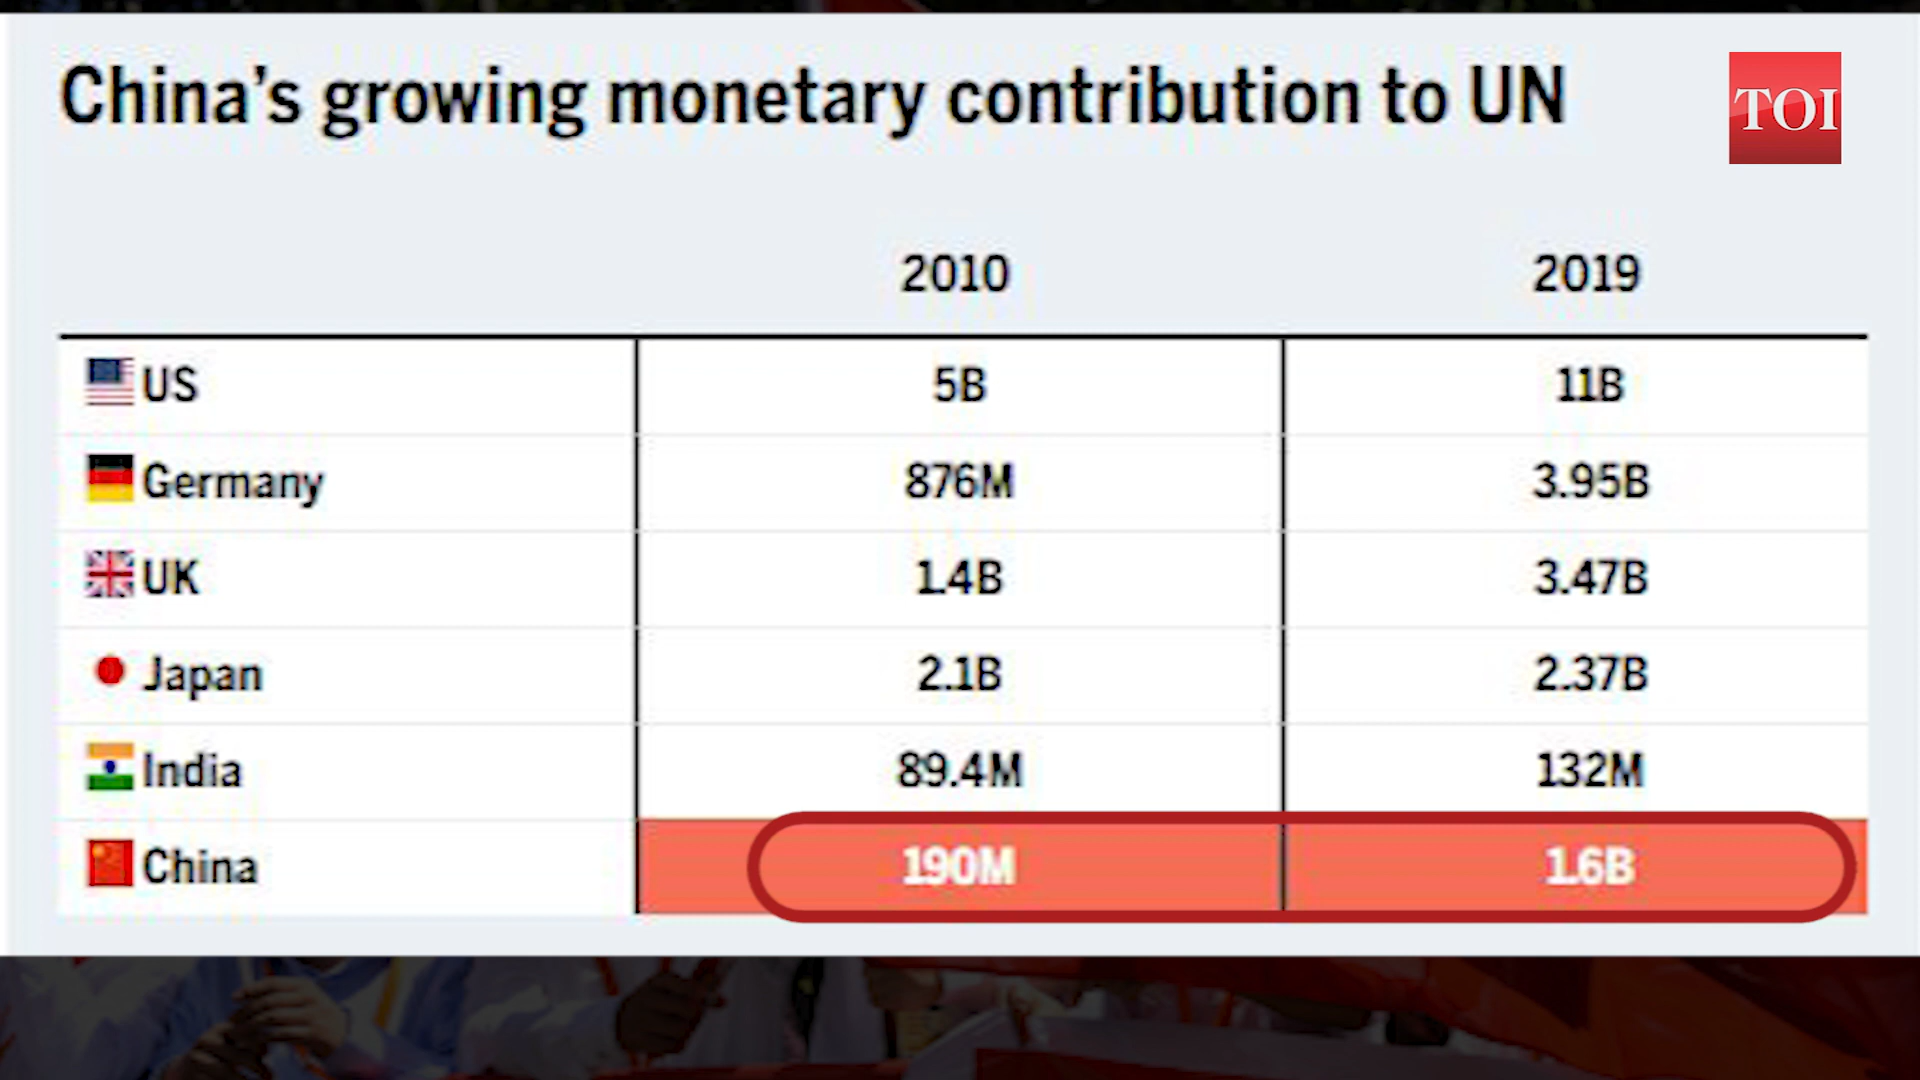 China's growing monetary contribution to UN
TOI
2010 2019
US 5B 11B
Germany 876M 3.95B
UK 1.4B 3.47B
Japan 2.1B 2.37B
India 89.4M 132M
China 190M 1.6B